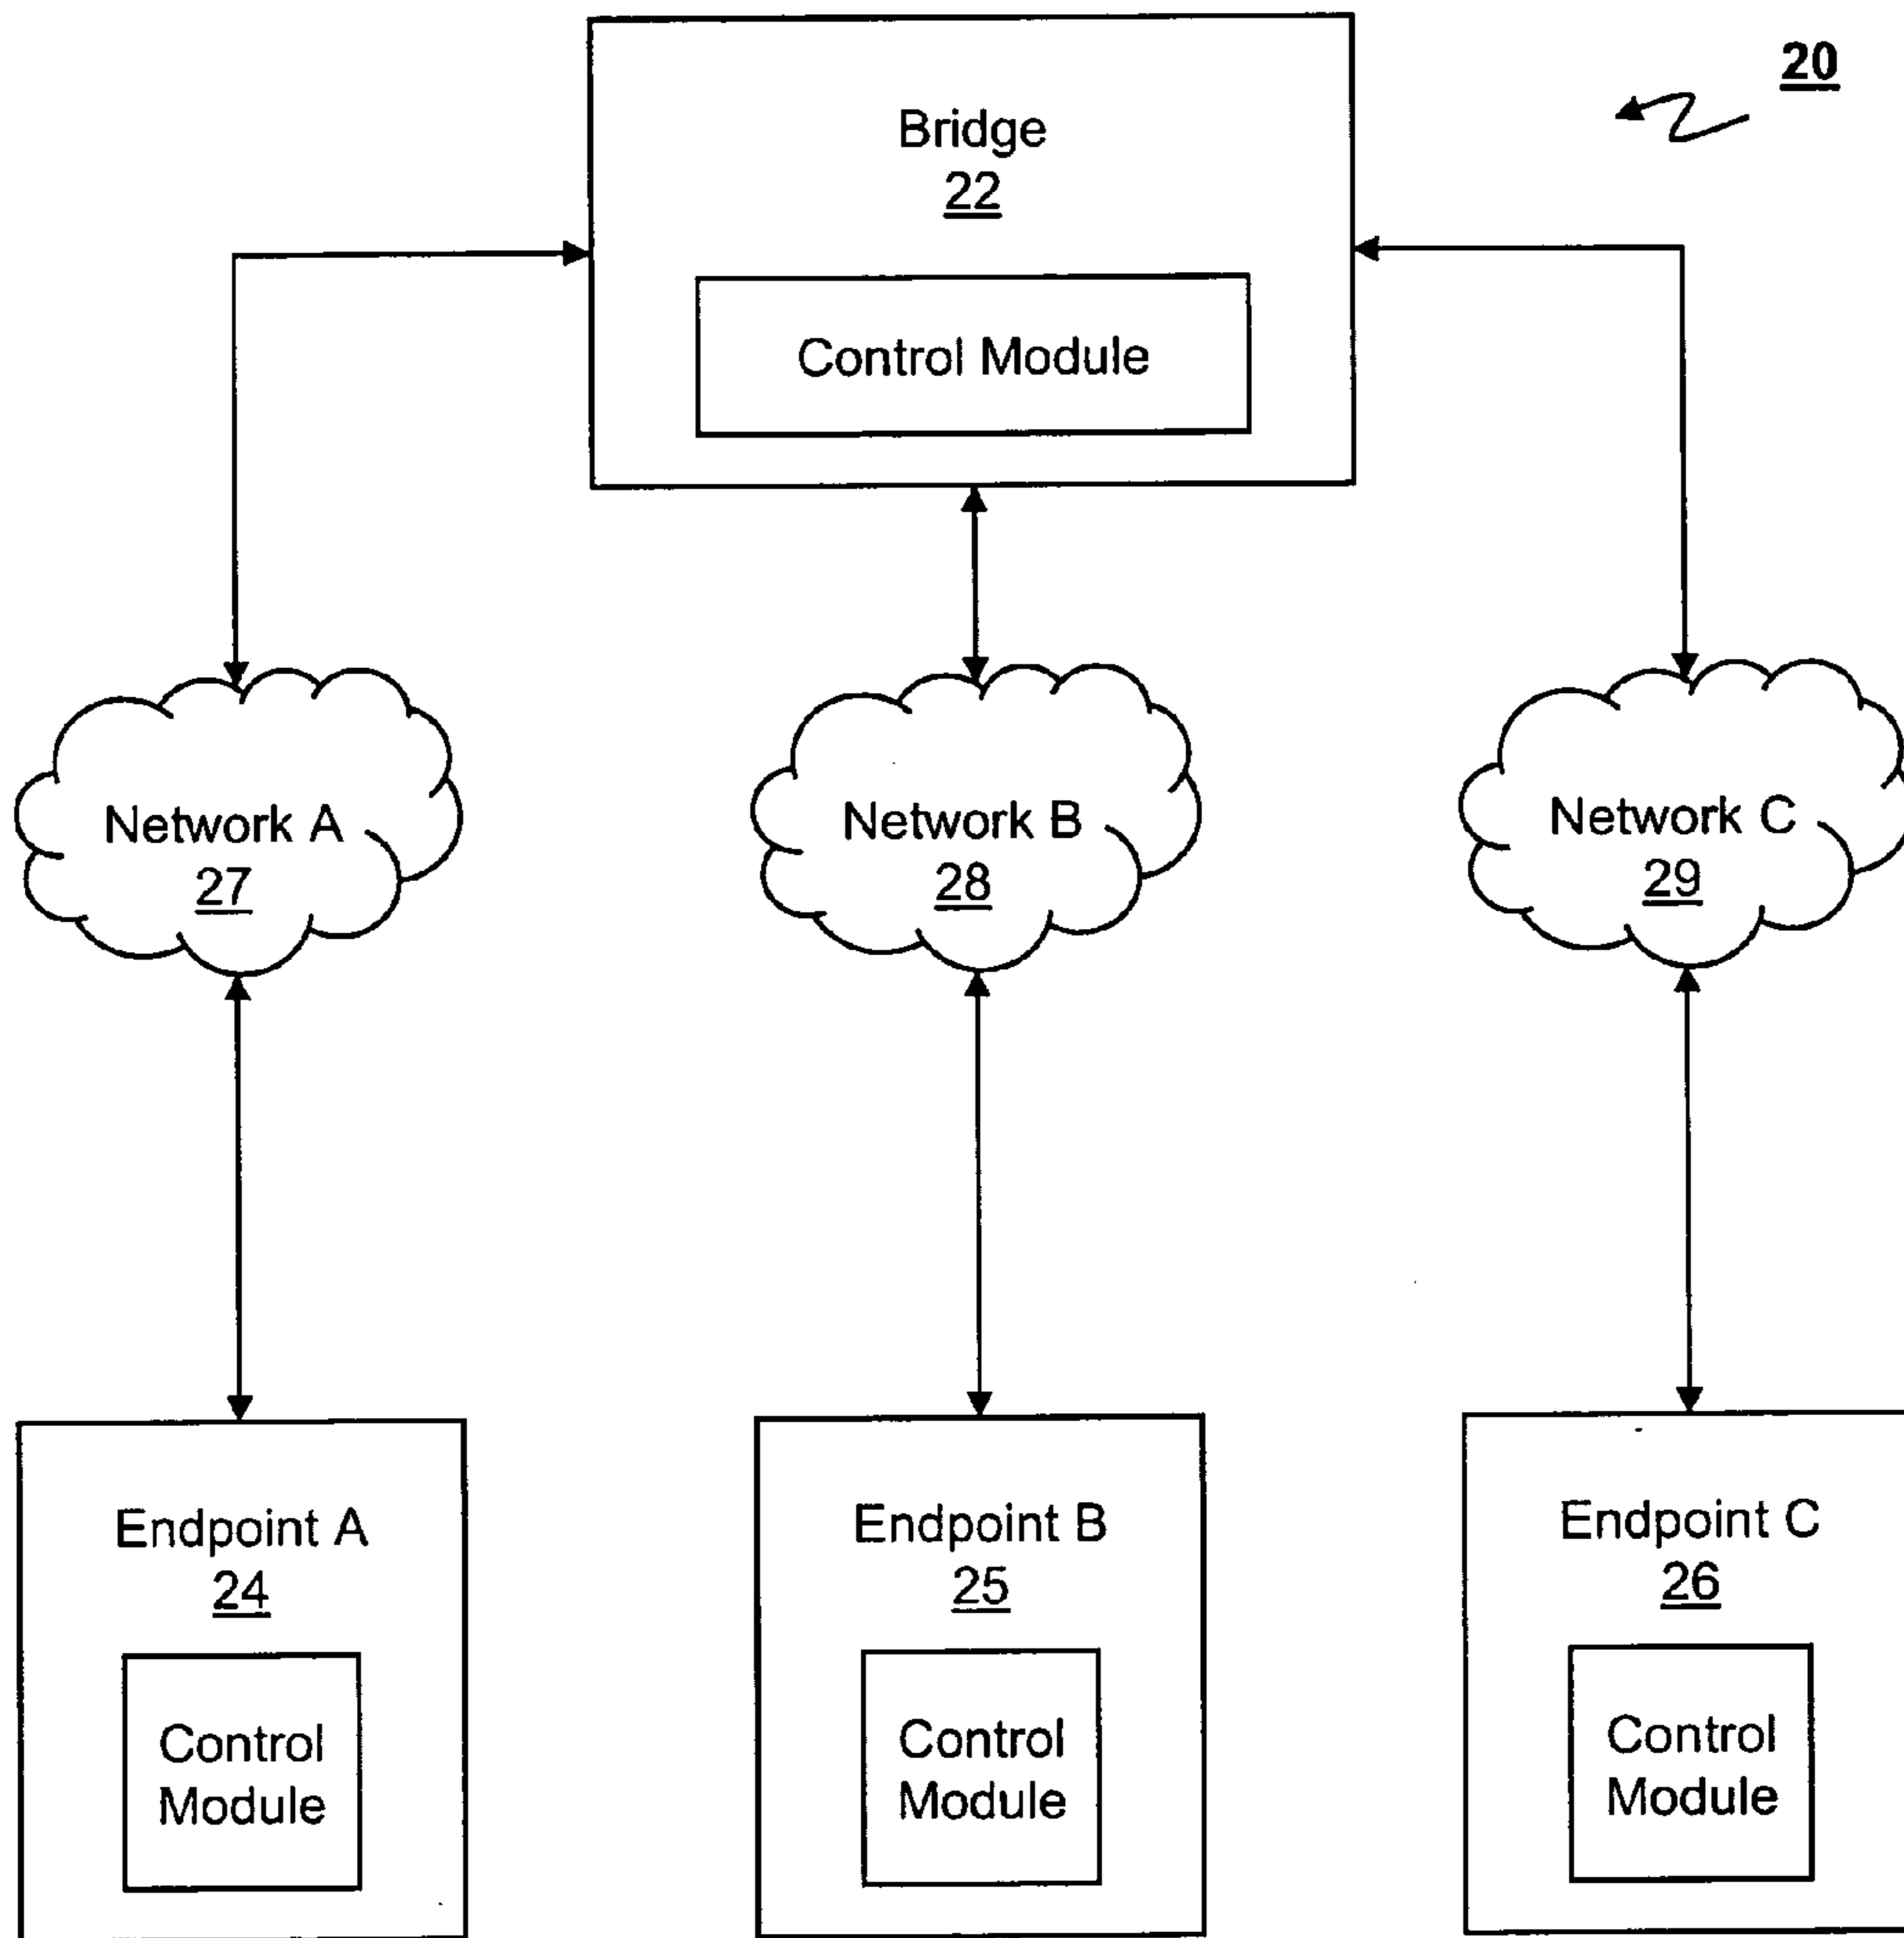 20
Bridge
22
Control Module
Network A
27
Network B
28
Network C
29
Endpoint A
24
Control
Module
Endpoint B
25
Control
Module
Endpoint C
26
Control
Module